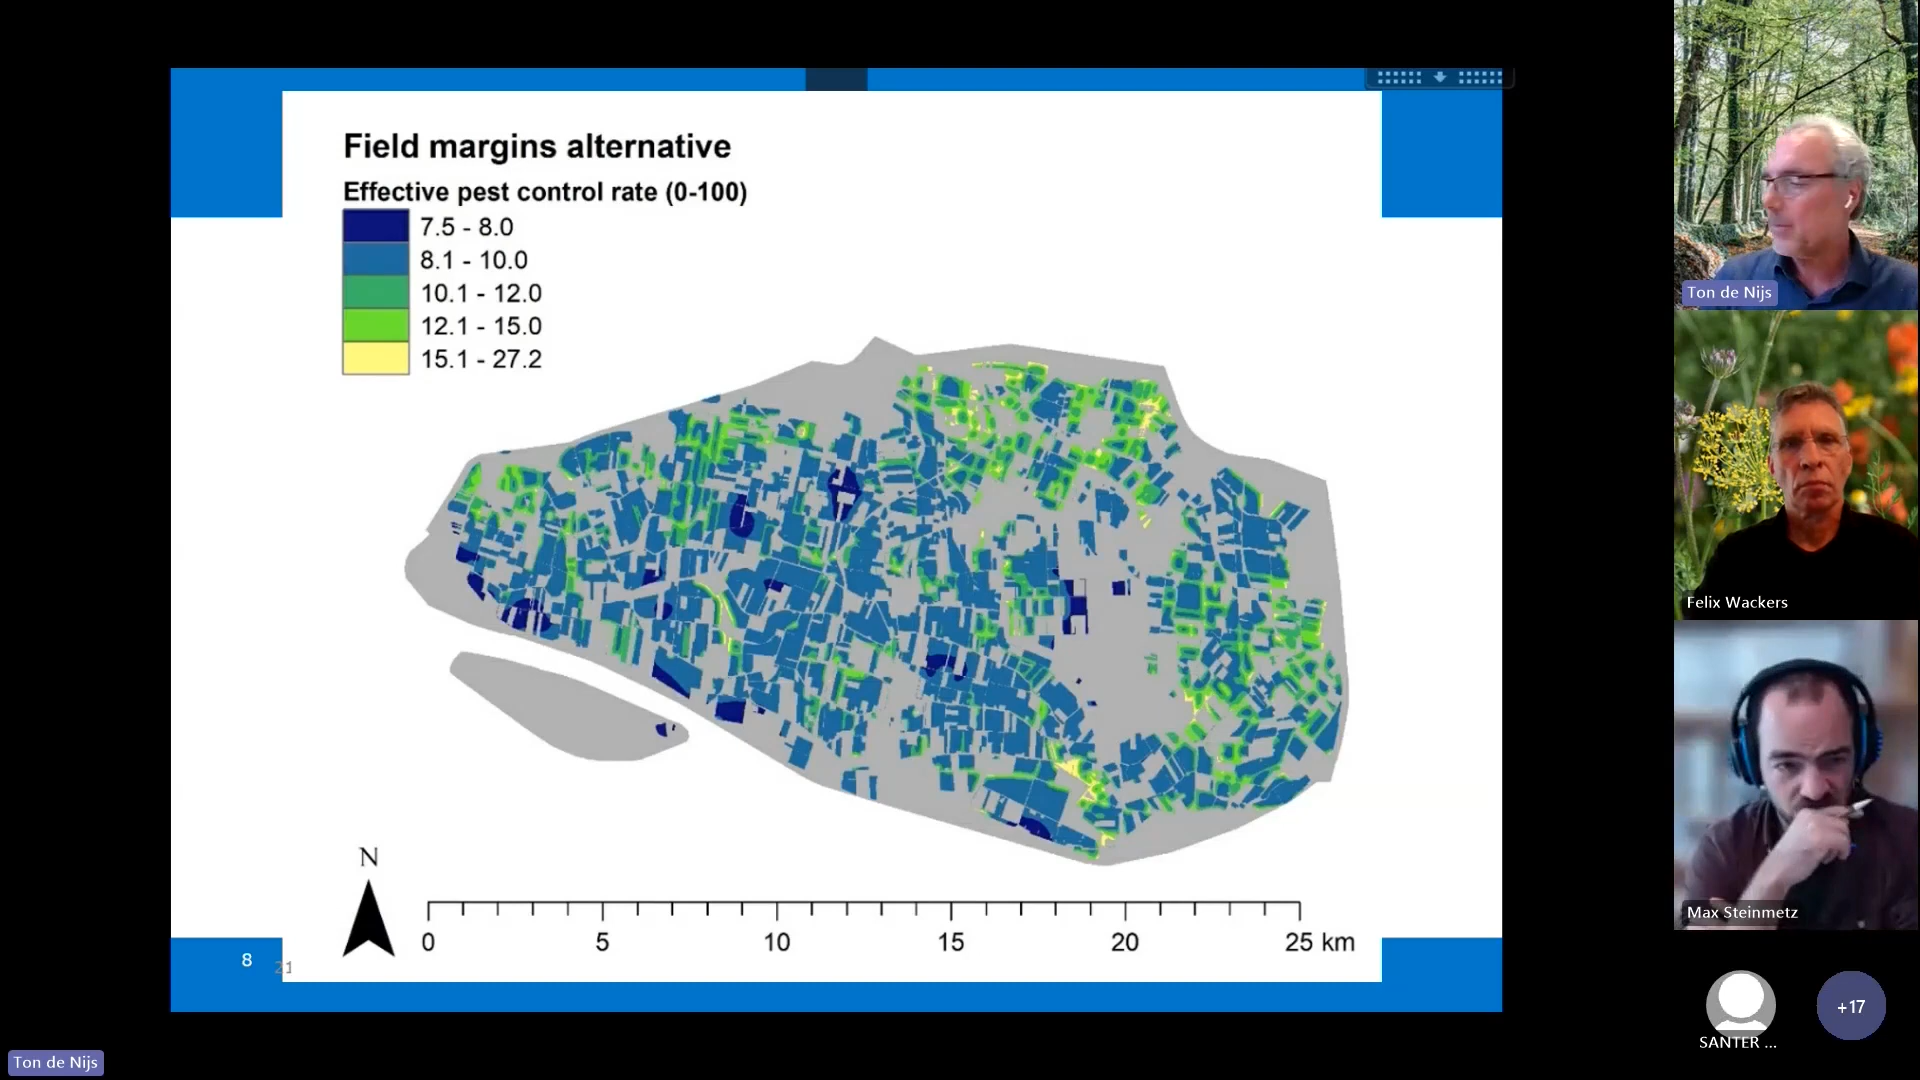 Field margins alternative
Effective pest control rate (0-100)
7.5 - 8.0
8.1 - 10.0
10.1 - 12.0
12.1 - 15.0
15.1 - 27.2
N
0 5 10 15 20 25 km
8 21
Ton de Nijs
Felix Wackers
Max Steinmetz
SANTER ...
+17
Ton de Nijs